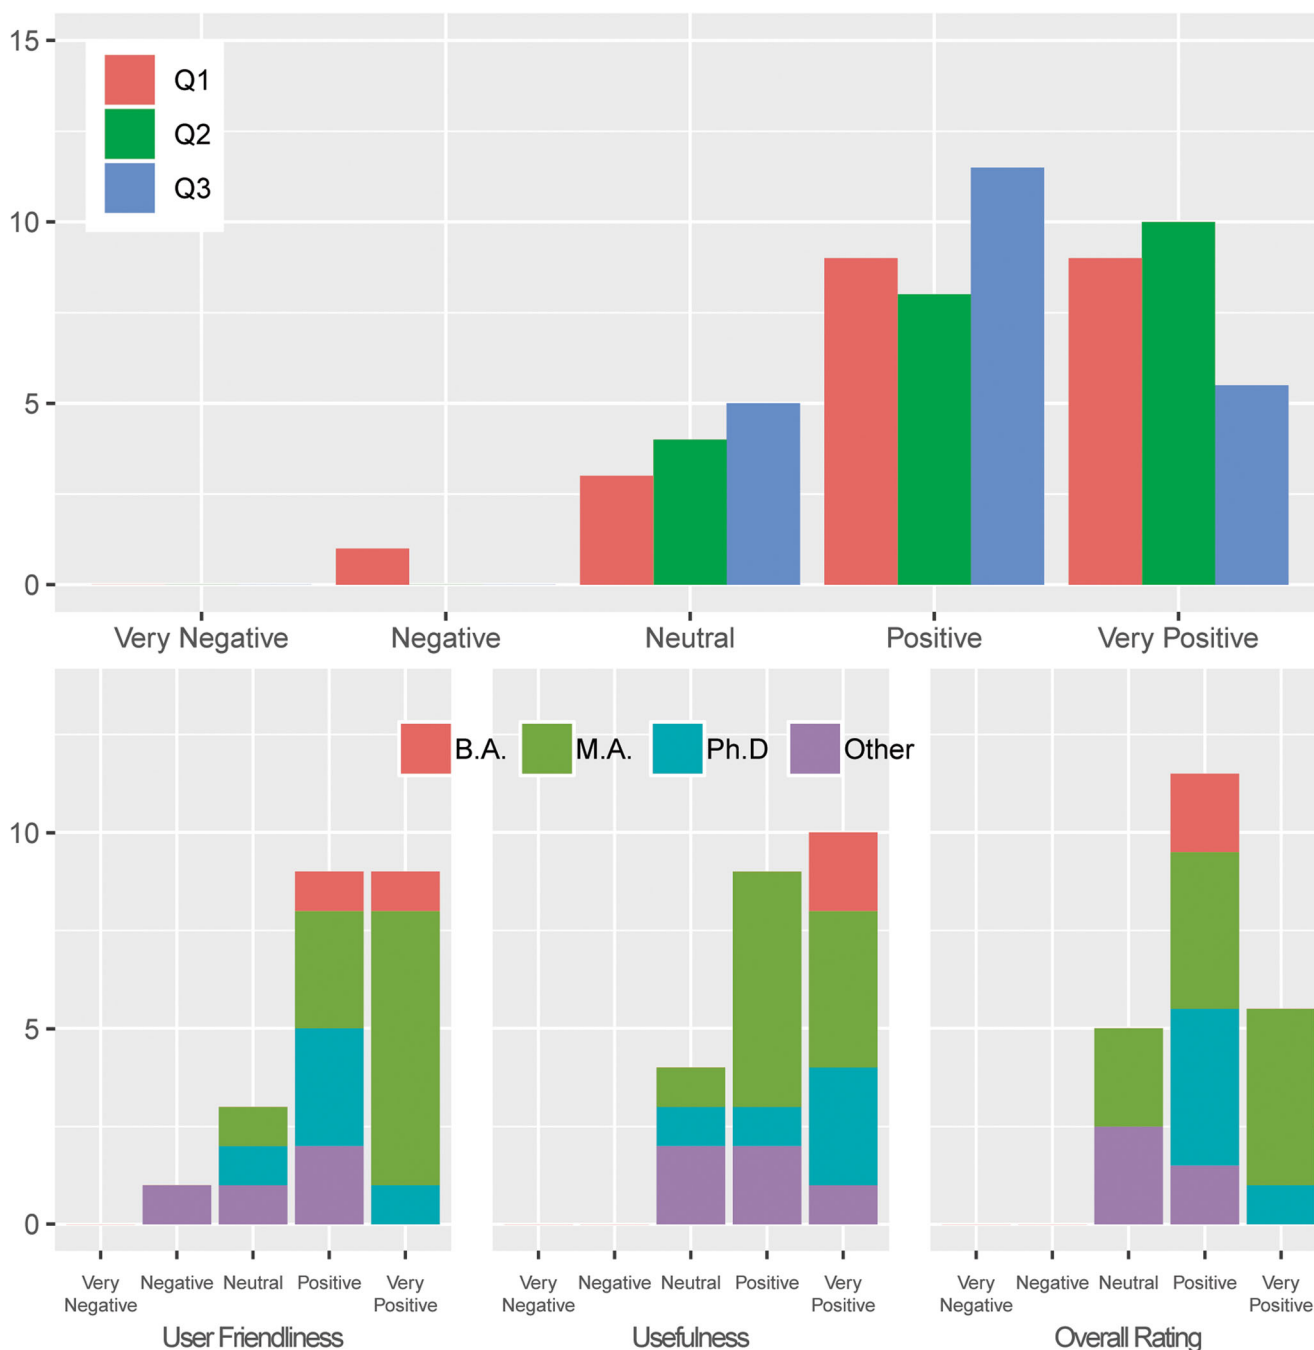 15
Q1
Q2
Q3
10
5
0
Very Negative
Negative
Neutral
Positive
Very Positive
B.A.
M.A.
Ph.D
Other
10
5
0
Very
Negative
Negative
Neutral
Positive
Very
Positive
User Friendliness
Very
Negative
Negative
Neutral
Positive
Very
Positive
Usefulness
Very
Negative
Negative
Neutral
Positive
Very
Positive
Overall Rating